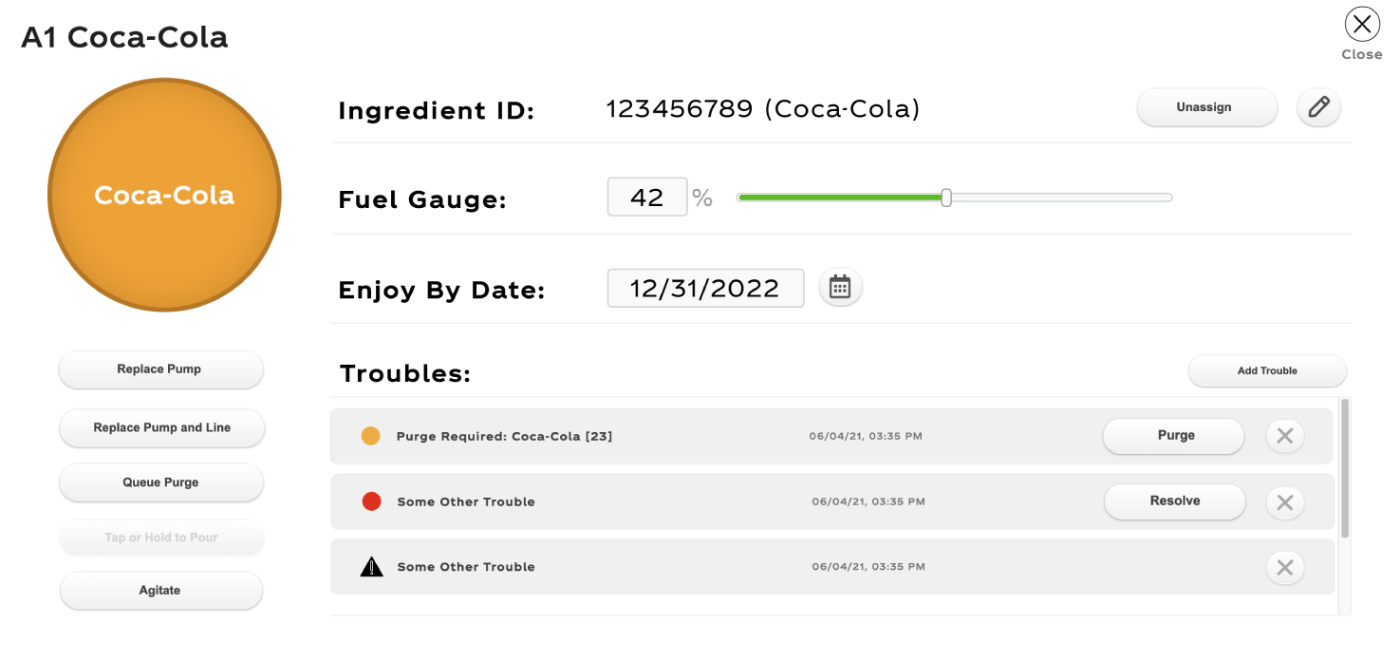 A1 Coca-Cola
Close
Coca-Cola
Ingredient ID: 123456789 (Coca-Cola) Unassign
Fuel Gauge: 42 %
Enjoy By Date: 12/31/2022
Replace Pump
Replace Pump and Line
Queue Purge
Tap or Hold to Pour
Agitate
Troubles: Add Trouble
Purge Required: Coca-Cola [23] 06/04/21, 03:35 PM Purge
Some Other Trouble 06/04/21, 03:35 PM Resolve
Some Other Trouble 06/04/21, 03:35 PM